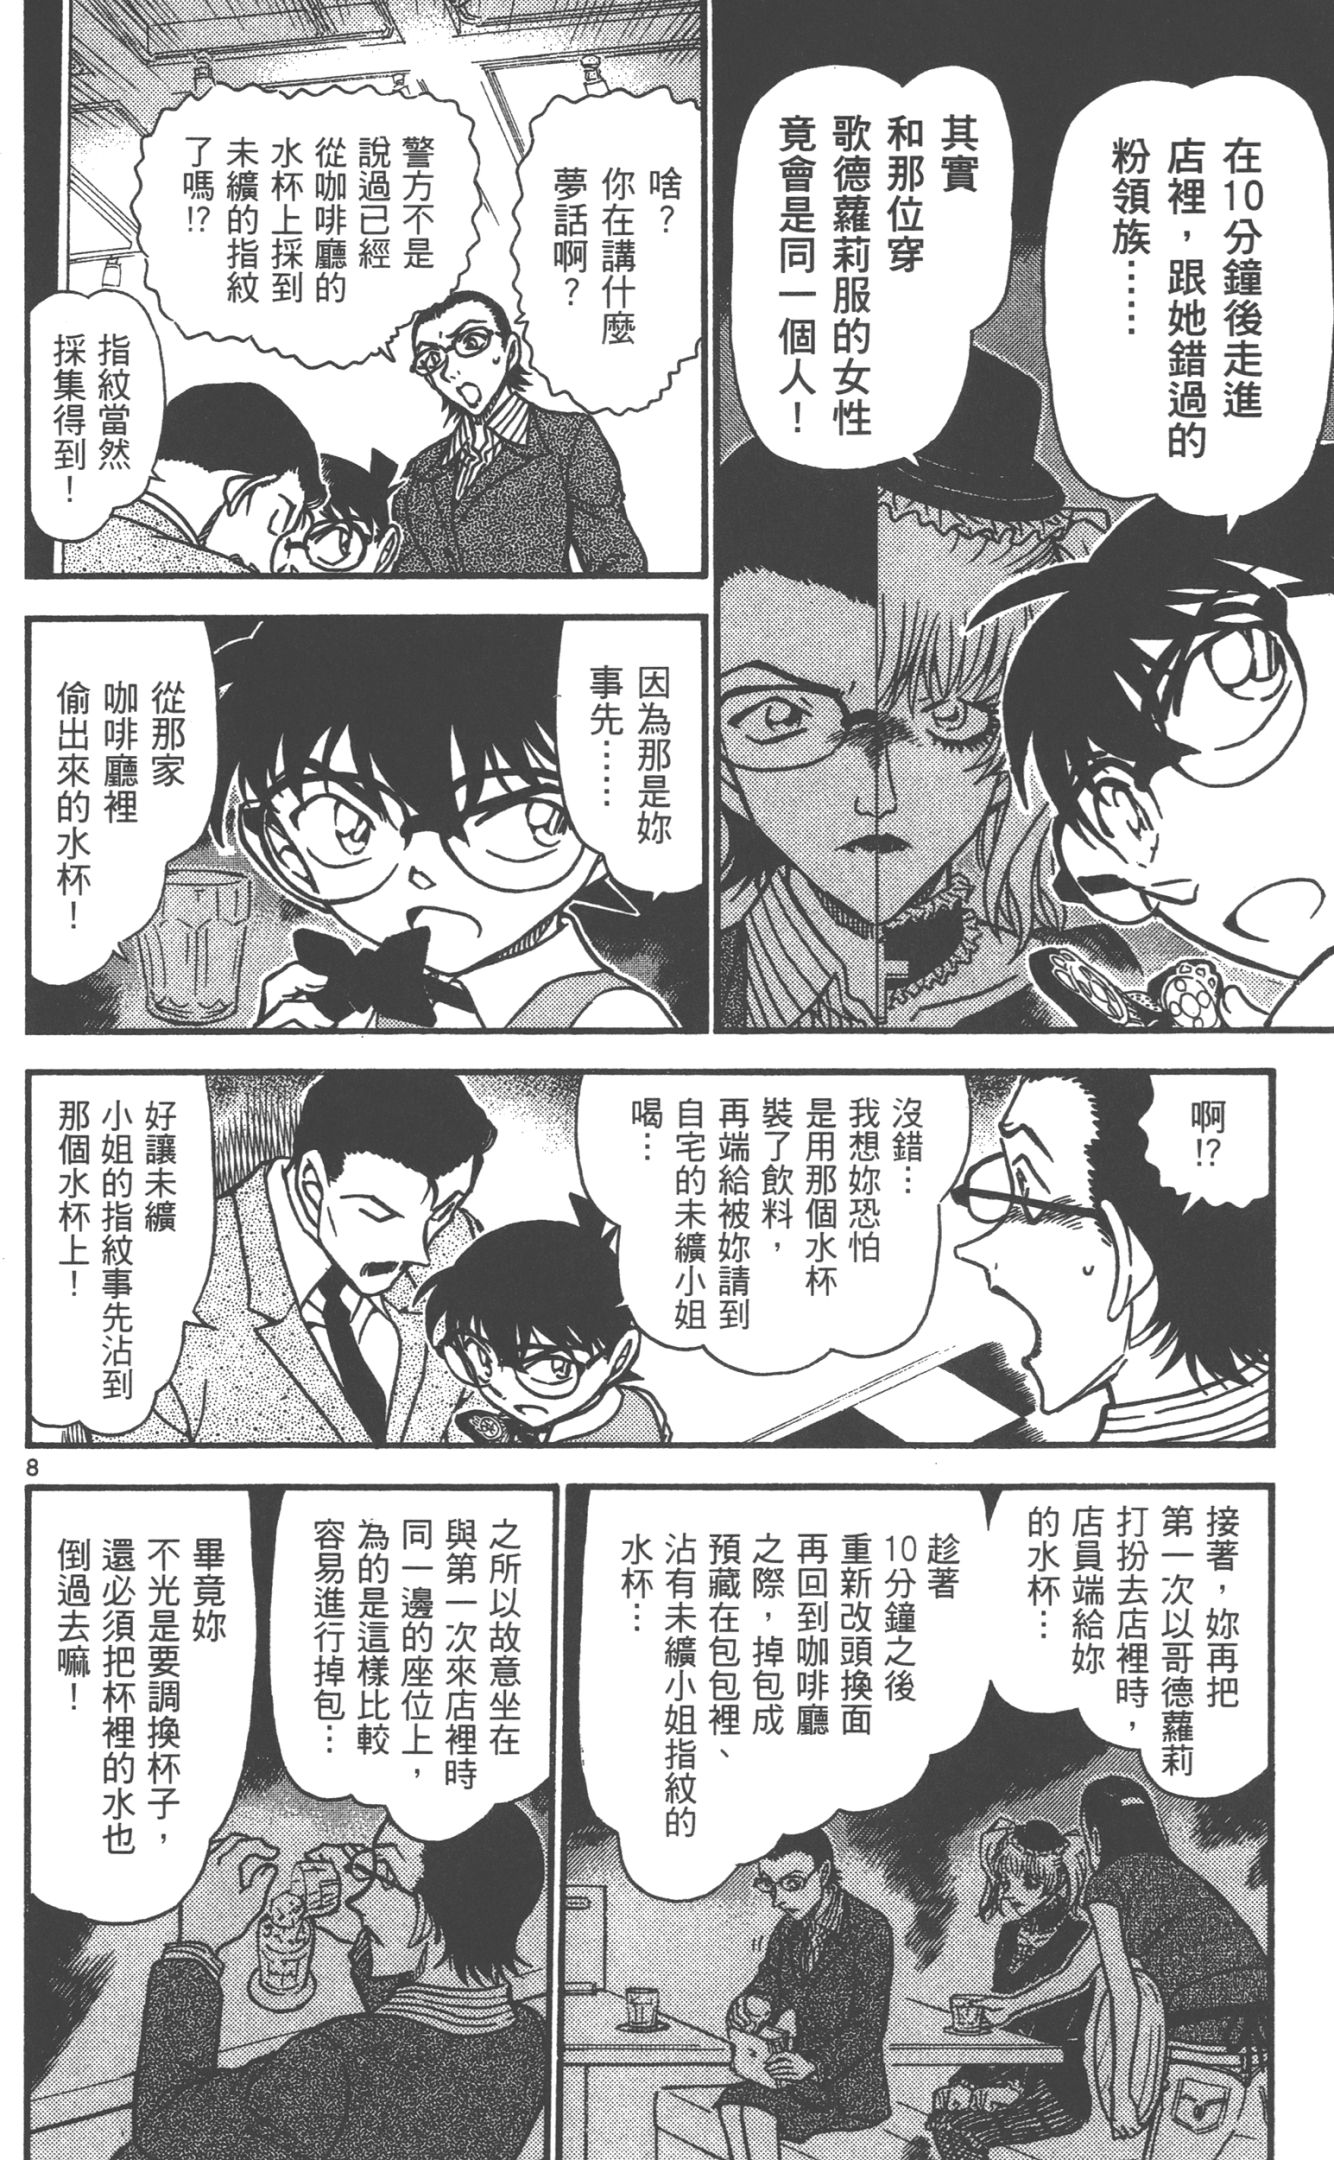 在10分鐘後走進
店裡，跟她錯過的
粉領族……
其實
和那位穿
歌德蘿莉服的女性
竟會是同一個人！
啥？
你在講什麼
夢話啊？
警方不是
說過已經
從咖啡廳的
水杯上採到
未纊的指紋
了嗎!?
指紋當然
採集得到！
因為那是妳
事先……
從那家
咖啡廳裡
偷出來的水杯！
啊!?
沒錯…
我想妳恐怕
是用那個水杯
裝了飲料，
再端給被妳請到
自宅的未纊小姐
喝…
好讓未纊
小姐的指紋事先沾到
那個水杯上！
8
接著，妳再把
第一次以哥德蘿莉
打扮去店裡時，
店員端給妳
的水杯…
趁著
10分鐘之後
重新改頭換面
再回到咖啡廳
之際，掉包成
預藏在包包裡、
沾有未纊小姐指紋的
水杯…
之所以故意坐在
與第一次來店裡時
同一邊的座位上，
為的是這樣比較
容易進行掉包…
畢竟妳
不光是要調換杯子，
還必須把杯裡的水也
倒過去嘛！